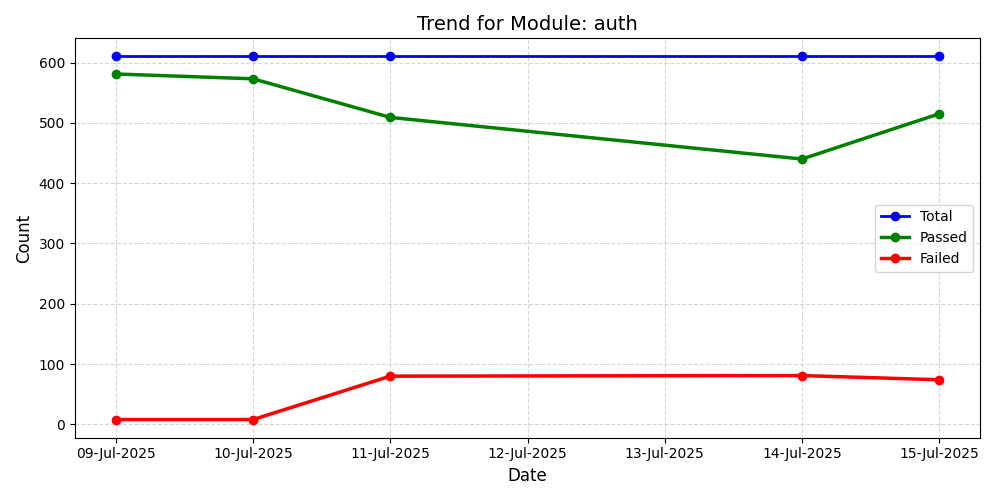 Trend for Module: auth
600
500
400
300
200
100
0
Count
Total
Passed
Failed
09-Jul-2025 10-Jul-2025 11-Jul-2025 12-Jul-2025 13-Jul-2025 14-Jul-2025 15-Jul-2025
Date